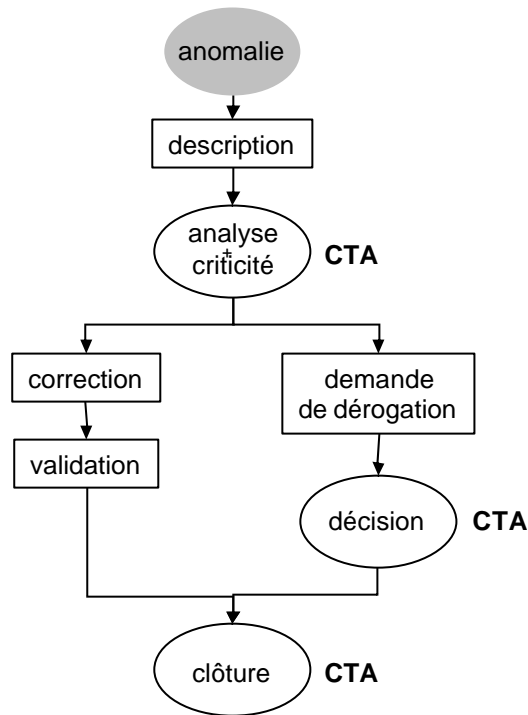 anomalie
description
analyse
+
criticité
CTA
correction
demande
de dérogation
validation
décision
CTA
clôture
CTA